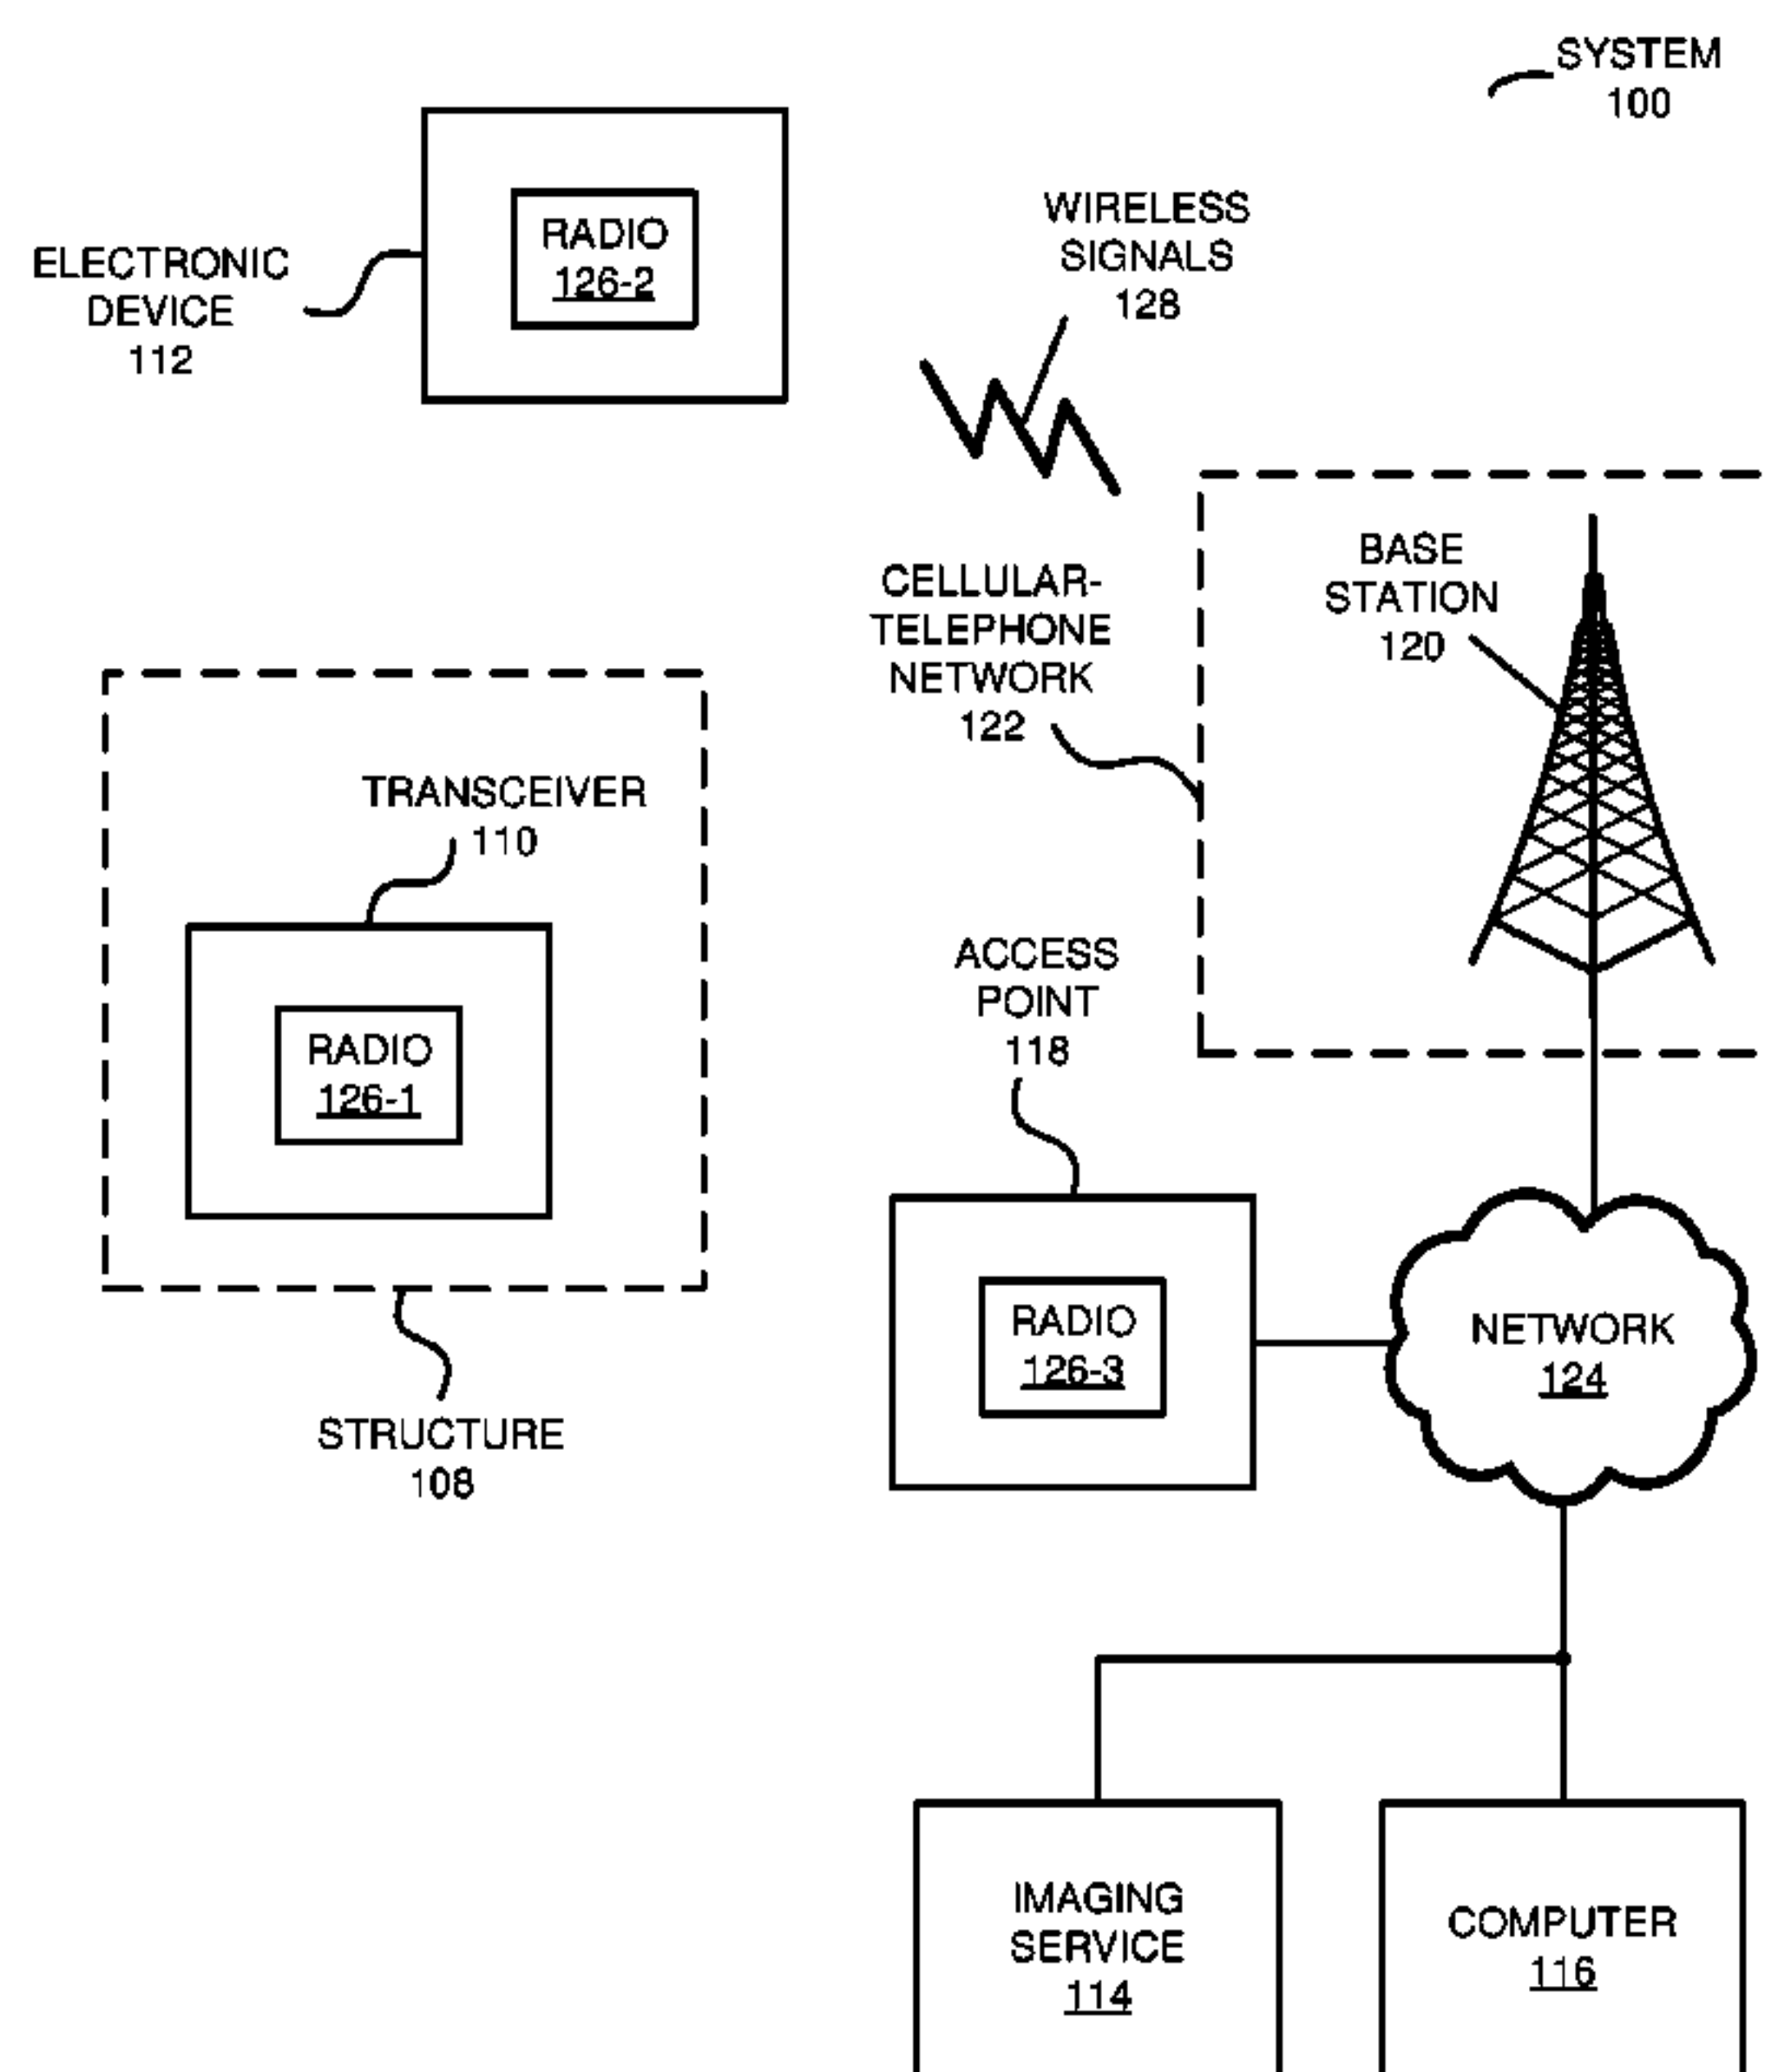 SYSTEM
100
RADIO
126-2
ELECTRONIC
DEVICE
112
WIRELESS
SIGNALS
128
BASE
STATION
120
CELLULAR-
TELEPHONE
NETWORK
122
TRANSCEIVER
110
RADIO
126-1
STRUCTURE
108
ACCESS
POINT
118
RADIO
126-3
NETWORK
124
IMAGING
SERVICE
114
COMPUTER
116